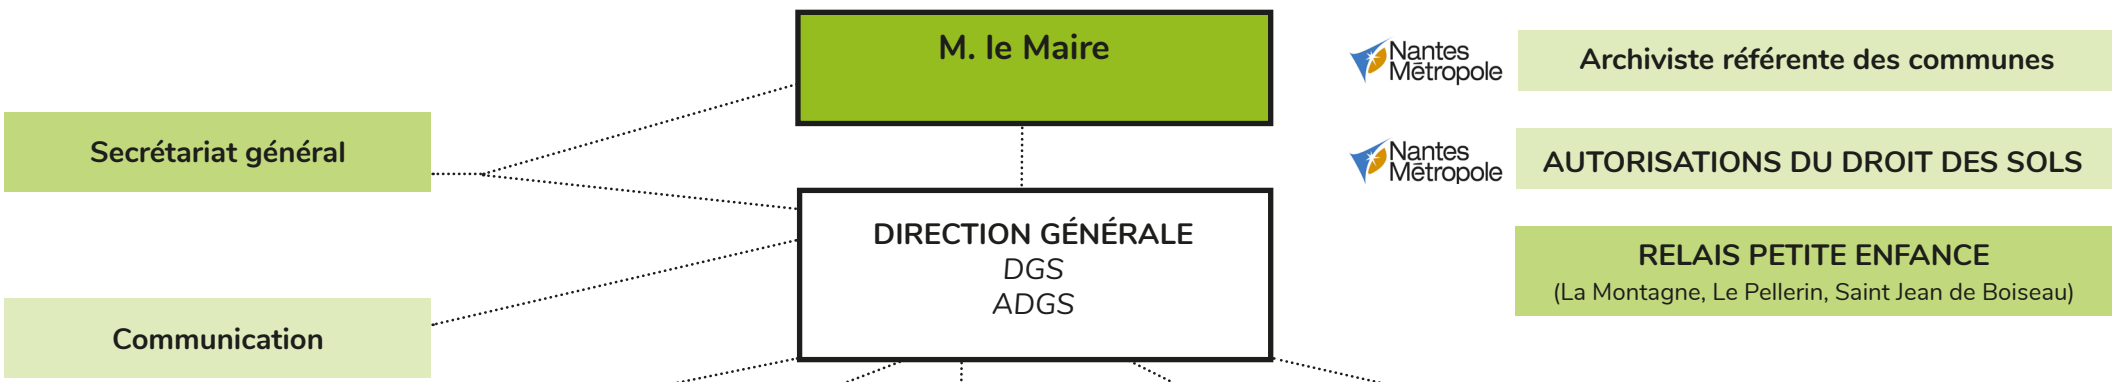 M. le Maire
Nantes
Métropole
Archiviste référente des communes
Secrétariat général
Nantes
Métropole
AUTORISATIONS DU DROIT DES SOLS
DIRECTION GÉNÉRALE
DGS
ADGS
RELAIS PETITE ENFANCE
(La Montagne, Le Pellerin, Saint Jean de Boiseau)
Communication